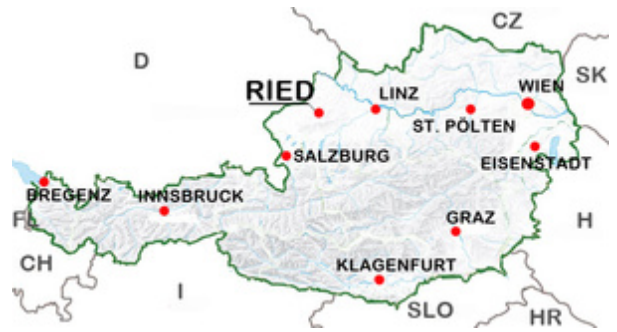 CZ
D
SK
WIEN
RIED
LINZ
ST. PÖLTEN
SALZBURG
EISENSTADT
BREGENZ
INNSBRUCK
FL
GRAZ
H
CH
KLAGENFURT
I
SLO
HR